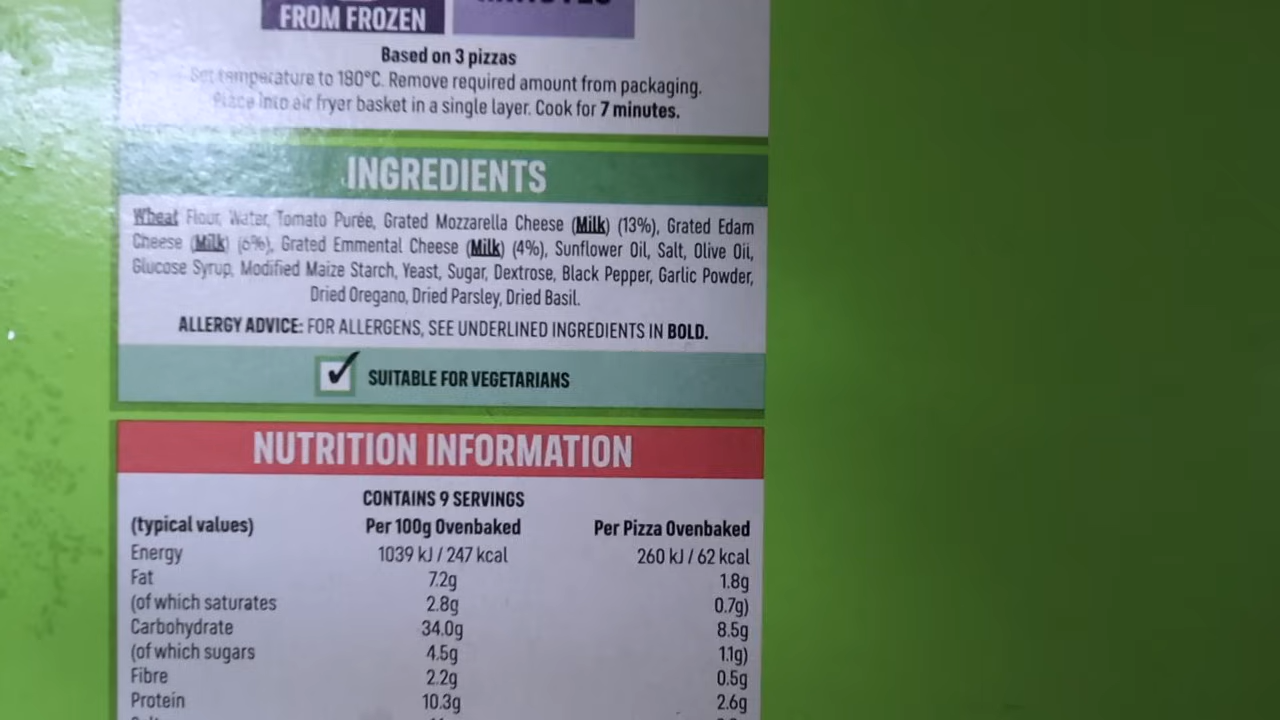 FROM FROZEN
Based on 3 pizzas
Set temperature to 180°C. Remove required amount from packaging.
Place into air fryer basket in a single layer. Cook for 7 minutes.
INGREDIENTS
Wheat Flour, Water, Tomato Purée, Grated Mozzarella Cheese (Milk) (13%), Grated Edam
Cheese (Milk) (6%), Grated Emmental Cheese (Milk) (4%), Sunflower Oil, Salt, Olive Oil,
Glucose Syrup, Modified Maize Starch, Yeast, Sugar, Dextrose, Black Pepper, Garlic Powder,
Dried Oregano, Dried Parsley, Dried Basil.
ALLERGY ADVICE: FOR ALLERGENS, SEE UNDERLINED INGREDIENTS IN BOLD.
SUITABLE FOR VEGETARIANS
NUTRITION INFORMATION
CONTAINS 9 SERVINGS
(typical values) Per 100g Ovenbaked Per Pizza Ovenbaked
Energy 1039 kJ / 247 kcal 260 kJ / 62 kcal
Fat 7.2g 1.8g
(of which saturates 2.8g 0.7g)
Carbohydrate 34.0g 8.5g
(of which sugars 4.5g 1.1g)
Fibre 2.2g 0.5g
Protein 10.3g 2.6g